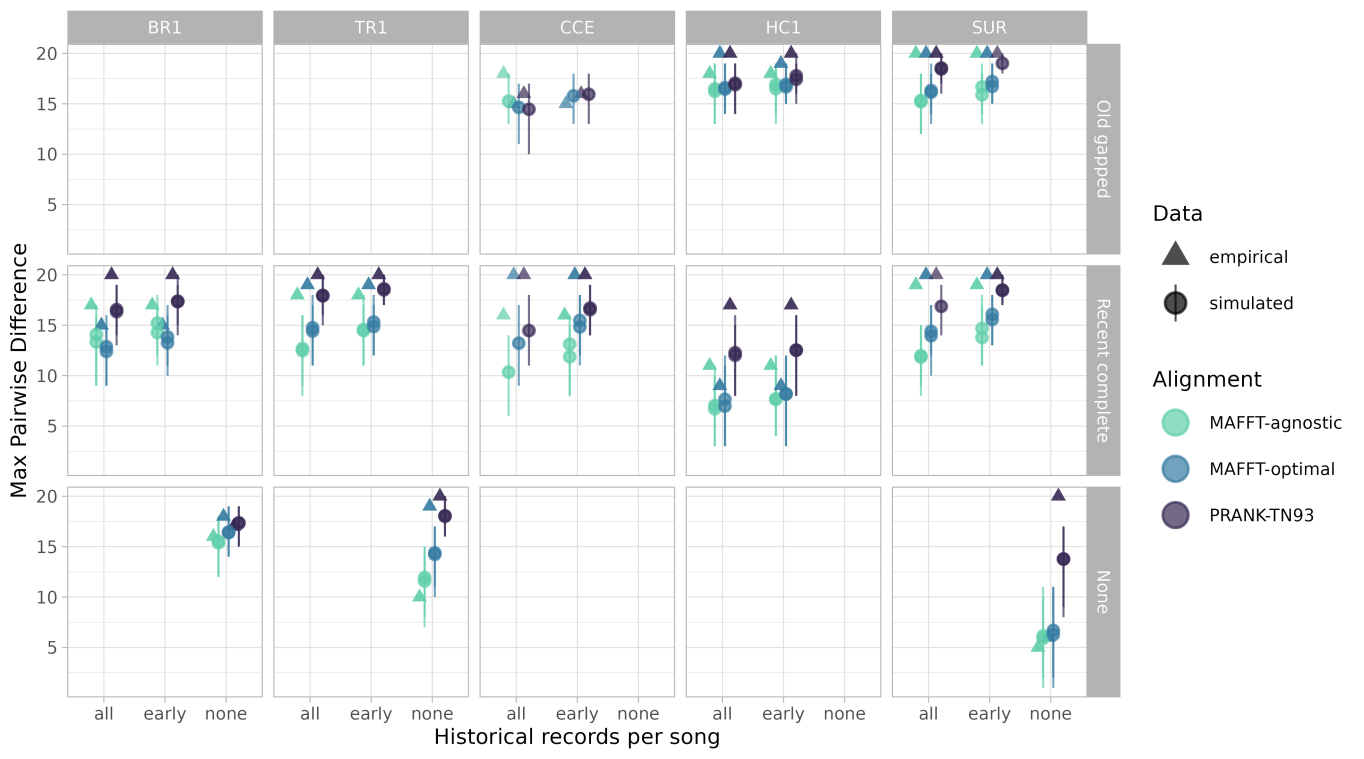 BR1 TR1 CCE HC1 SUR
20
15
10
5
Old gapped
20
15
10
5
Recent complete
20
15
10
5
None
Max Pairwise Difference
all early none all early none all early none all early none all early none
Historical records per song
Data
empirical
simulated
Alignment
MAFFT-agnostic
MAFFT-optimal
PRANK-TN93